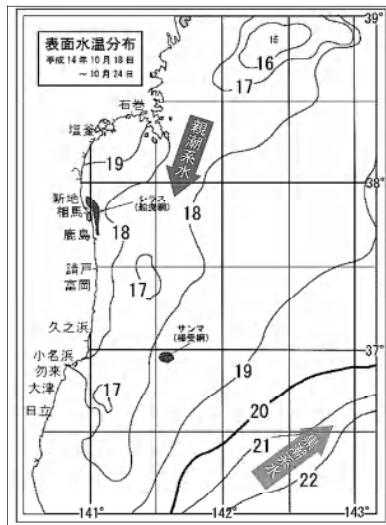 表面水温分布
平成14年10月18日
～10月24日
39°
16
16
17
石巻
塩釜
19
親潮系水
38°
新地
相馬
シラス
(船曳網)
18
18
鹿島
請戸
富岡
17
久之浜
サンマ
(棒受網)
37°
小名浜
勿来
大津
日立
17
19
20
21
黒潮系水
22
141°
142°
143°